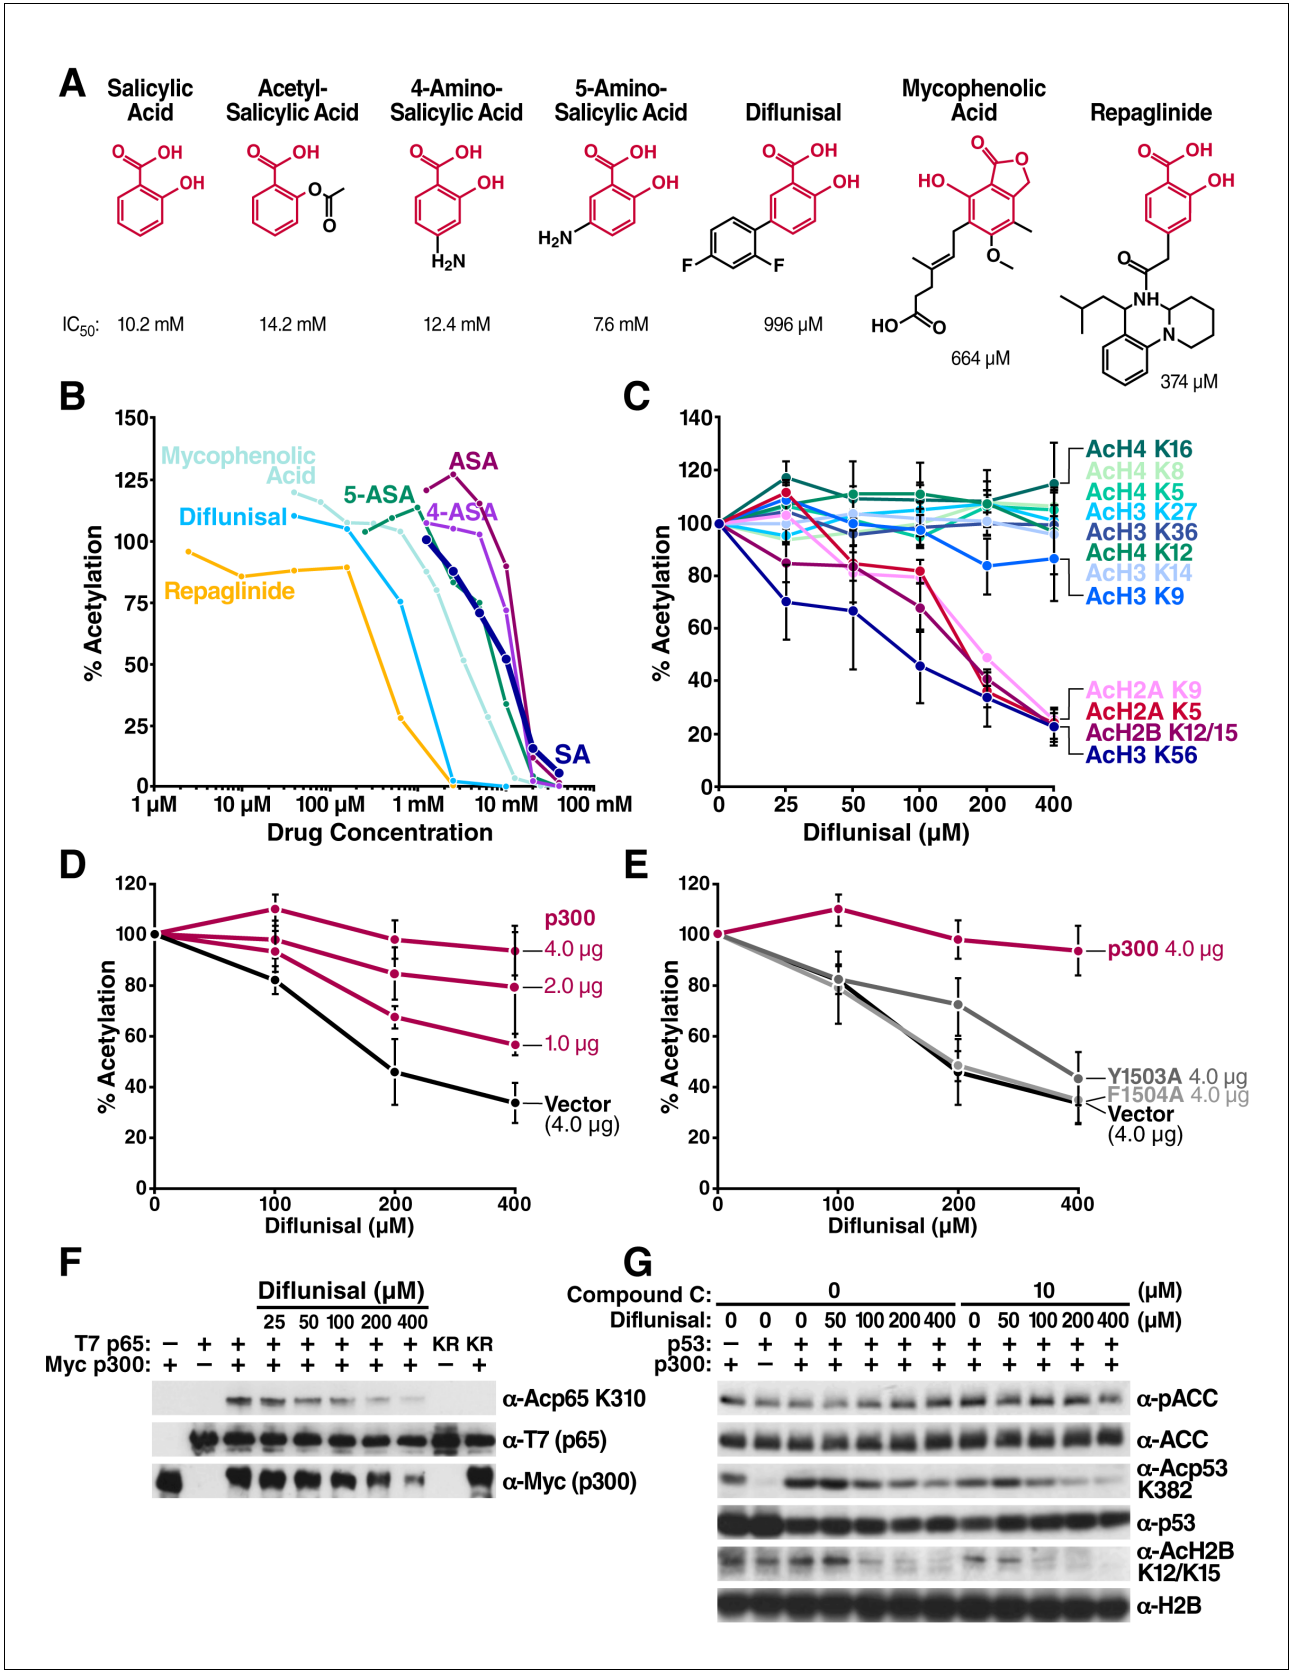 A
Salicylic
Acid
Acetyl-
Salicylic Acid
4-Amino-
Salicylic Acid
5-Amino-
Salicylic Acid
Diflunisal
Mycophenolic
Acid
Repaglinide
O
OH
OH
O
OH
O
O
O
OH
OH
H₂N
O
OH
OH
H₂N
O
OH
OH
F
F
O
O
HO
O
HO
O
O
OH
OH
O
NH
N
IC₅₀:
10.2 mM
14.2 mM
12.4 mM
7.6 mM
996 µM
664 µM
374 µM
B
% Acetylation
150
125
100
75
50
25
0
Mycophenolic
Acid
Diflunisal
Repaglinide
5-ASA
ASA
4-ASA
SA
1 µM
10 µM
100 µM
1 mM
10 mM
100 mM
Drug Concentration
C
% Acetylation
140
120
100
80
60
40
20
0
AcH4 K16
AcH4 K8
AcH4 K5
AcH3 K27
AcH3 K36
AcH4 K12
AcH3 K14
AcH3 K9
AcH2A K9
AcH2A K5
AcH2B K12/15
AcH3 K56
0
25
50
100
200
400
Diflunisal (µM)
D
% Acetylation
120
100
80
60
40
20
0
p300
4.0 µg
2.0 µg
1.0 µg
Vector
(4.0 µg)
0
100
200
400
Diflunisal (µM)
E
% Acetylation
120
100
80
60
40
20
0
p300 4.0 µg
Y1503A 4.0 µg
F1504A 4.0 µg
Vector
(4.0 µg)
0
100
200
400
Diflunisal (µM)
F
Diflunisal (µM)
25 50 100 200 400
T7 p65: – + + + + + + + KR KR
Myc p300: + – + + + + + + – +
α-Acp65 K310
α-T7 (p65)
α-Myc (p300)
G
Compound C: 0 10 (µM)
Diflunisal: 0 0 0 50 100 200 400 0 50 100 200 400 (µM)
p53: – + + + + + + + + + + +
p300: + – + + + + + + + + + +
α-pACC
α-ACC
α-Acp53
K382
α-p53
α-AcH2B
K12/K15
α-H2B